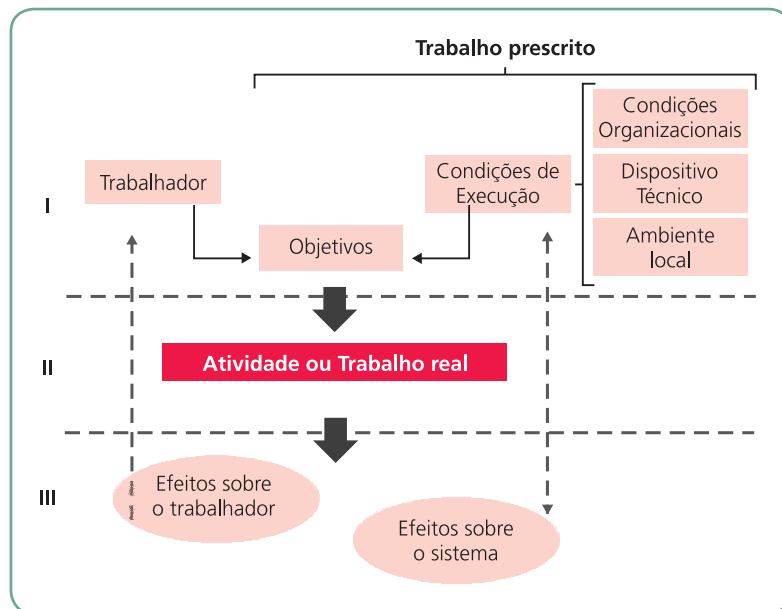 Trabalho prescrito
Condições
Organizacionais
Trabalhador
Condições de
Execução
Dispositivo
Técnico
I
Objetivos
Ambiente
local
II
Atividade ou Trabalho real
III
Efeitos sobre
o trabalhador
Efeitos sobre
o sistema